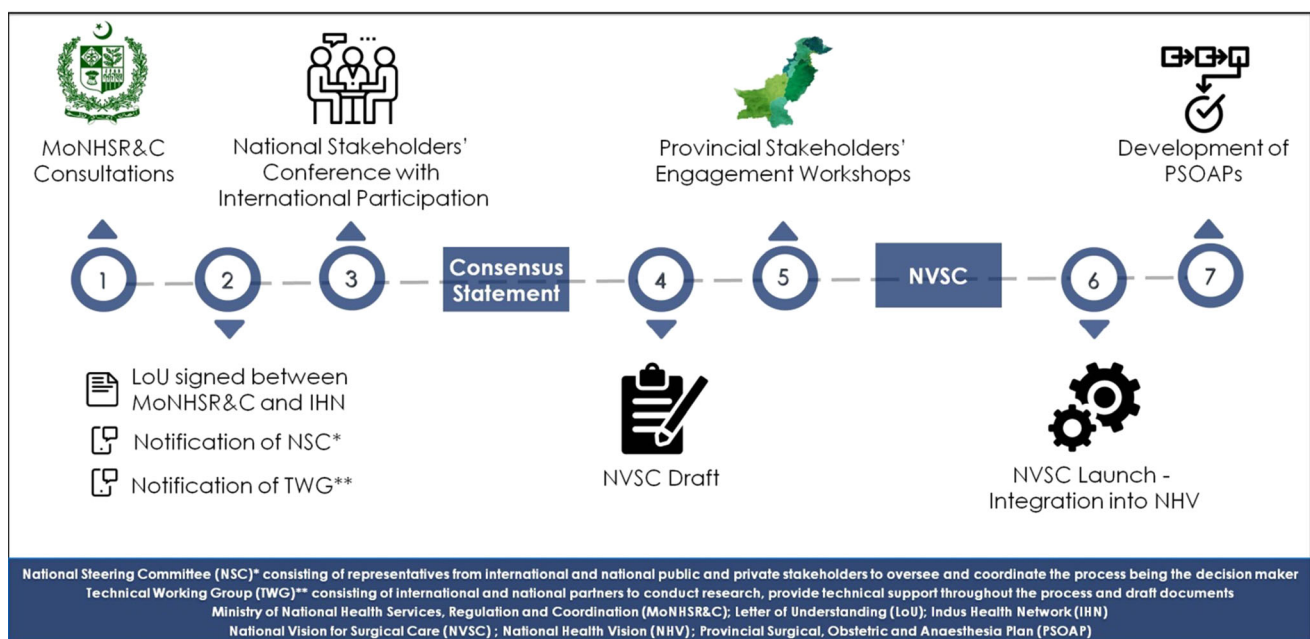 MoNHSR&C
Consultations
National Stakeholders'
Conference with
International Participation
Provincial Stakeholders'
Engagement Workshops
Development of
PSOAPs
1
2
3
Consensus
Statement
4
5
NVSC
6
7
LoU signed between
MoNHSR&C and IHN
Notification of NSC*
Notification of TWG**
NVSC Draft
NVSC Launch -
Integration into NHV
National Steering Committee (NSC)* consisting of representatives from international and national public and private stakeholders to oversee and coordinate the process being the decision maker
Technical Working Group (TWG)** consisting of international and national partners to conduct research, provide technical support throughout the process and draft documents
Ministry of National Health Services, Regulation and Coordination (MoNHSR&C); Letter of Understanding (LoU); Indus Health Network (IHN)
National Vision for Surgical Care (NVSC) ; National Health Vision (NHV); Provincial Surgical, Obstetric and Anaesthesia Plan (PSOAP)